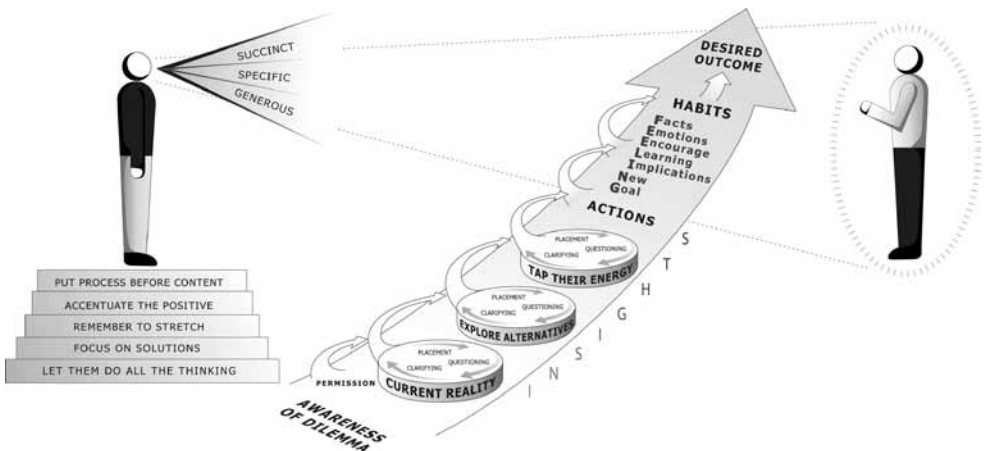 SUCCINCT
SPECIFIC
GENEROUS
PUT PROCESS BEFORE CONTENT
ACCENTUATE THE POSITIVE
REMEMBER TO STRETCH
FOCUS ON SOLUTIONS
LET THEM DO ALL THE THINKING
DESIRED
OUTCOME
HABITS
Facts
Emotions
Encourage
Learning
Implications
New
Goal
ACTIONS
PLACEMENT
QUESTIONING
CLARIFYING
TAP THEIR ENERGY
PLACEMENT
QUESTIONING
CLARIFYING
EXPLORE ALTERNATIVES
PLACEMENT
QUESTIONING
CLARIFYING
CURRENT REALITY
PERMISSION
AWARENESS
OF DILEMMA
INSIGHTS